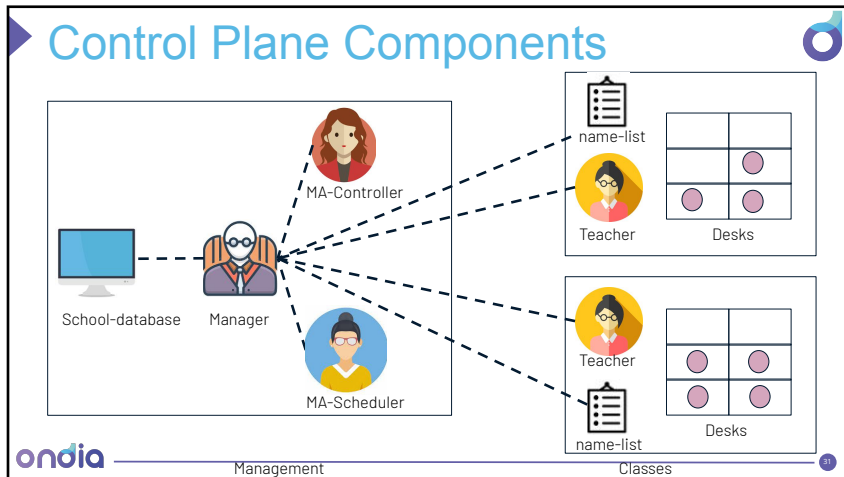 Control Plane Components
MA-Controller
School-database
Manager
MA-Scheduler
name-list
Teacher
Desks
Teacher
name-list
Desks
ondia
Management
Classes
31